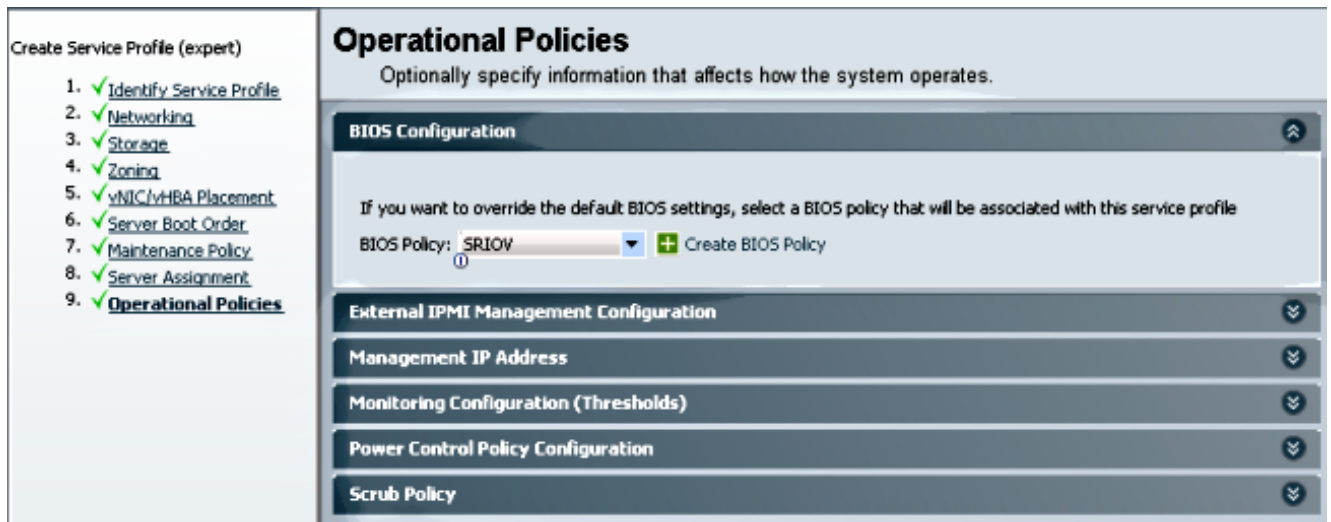 Create Service Profile (expert)
1. Identify Service Profile
2. Networking
3. Storage
4. Zoning
5. vNIC/vHBA Placement
6. Server Boot Order
7. Maintenance Policy
8. Server Assignment
9. Operational Policies
Operational Policies
Optionally specify information that affects how the system operates.
BIOS Configuration
If you want to override the default BIOS settings, select a BIOS policy that will be associated with this service profile
BIOS Policy: SRIOV Create BIOS Policy
External IPMI Management Configuration
Management IP Address
Monitoring Configuration (Thresholds)
Power Control Policy Configuration
Scrub Policy